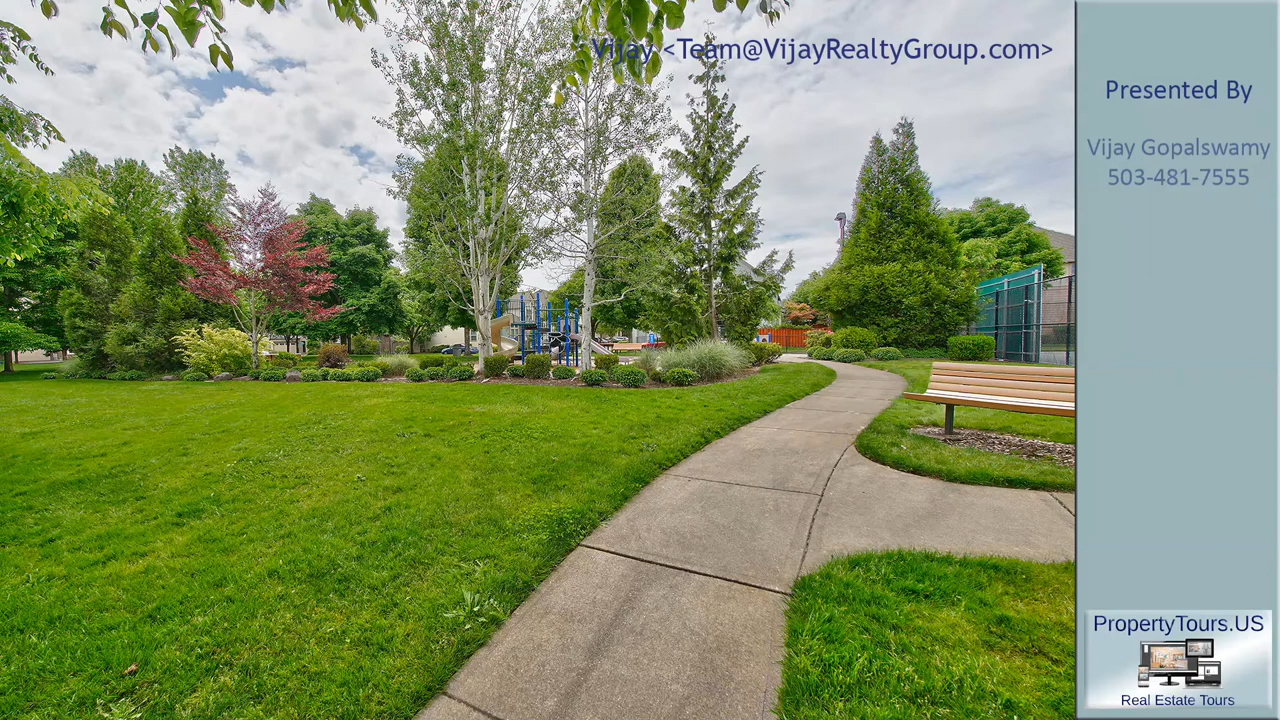 Vijay <Team@VijayRealtyGroup.com>
Presented By
Vijay Gopalswamy
503-481-7555
PropertyTours.US
Real Estate Tours